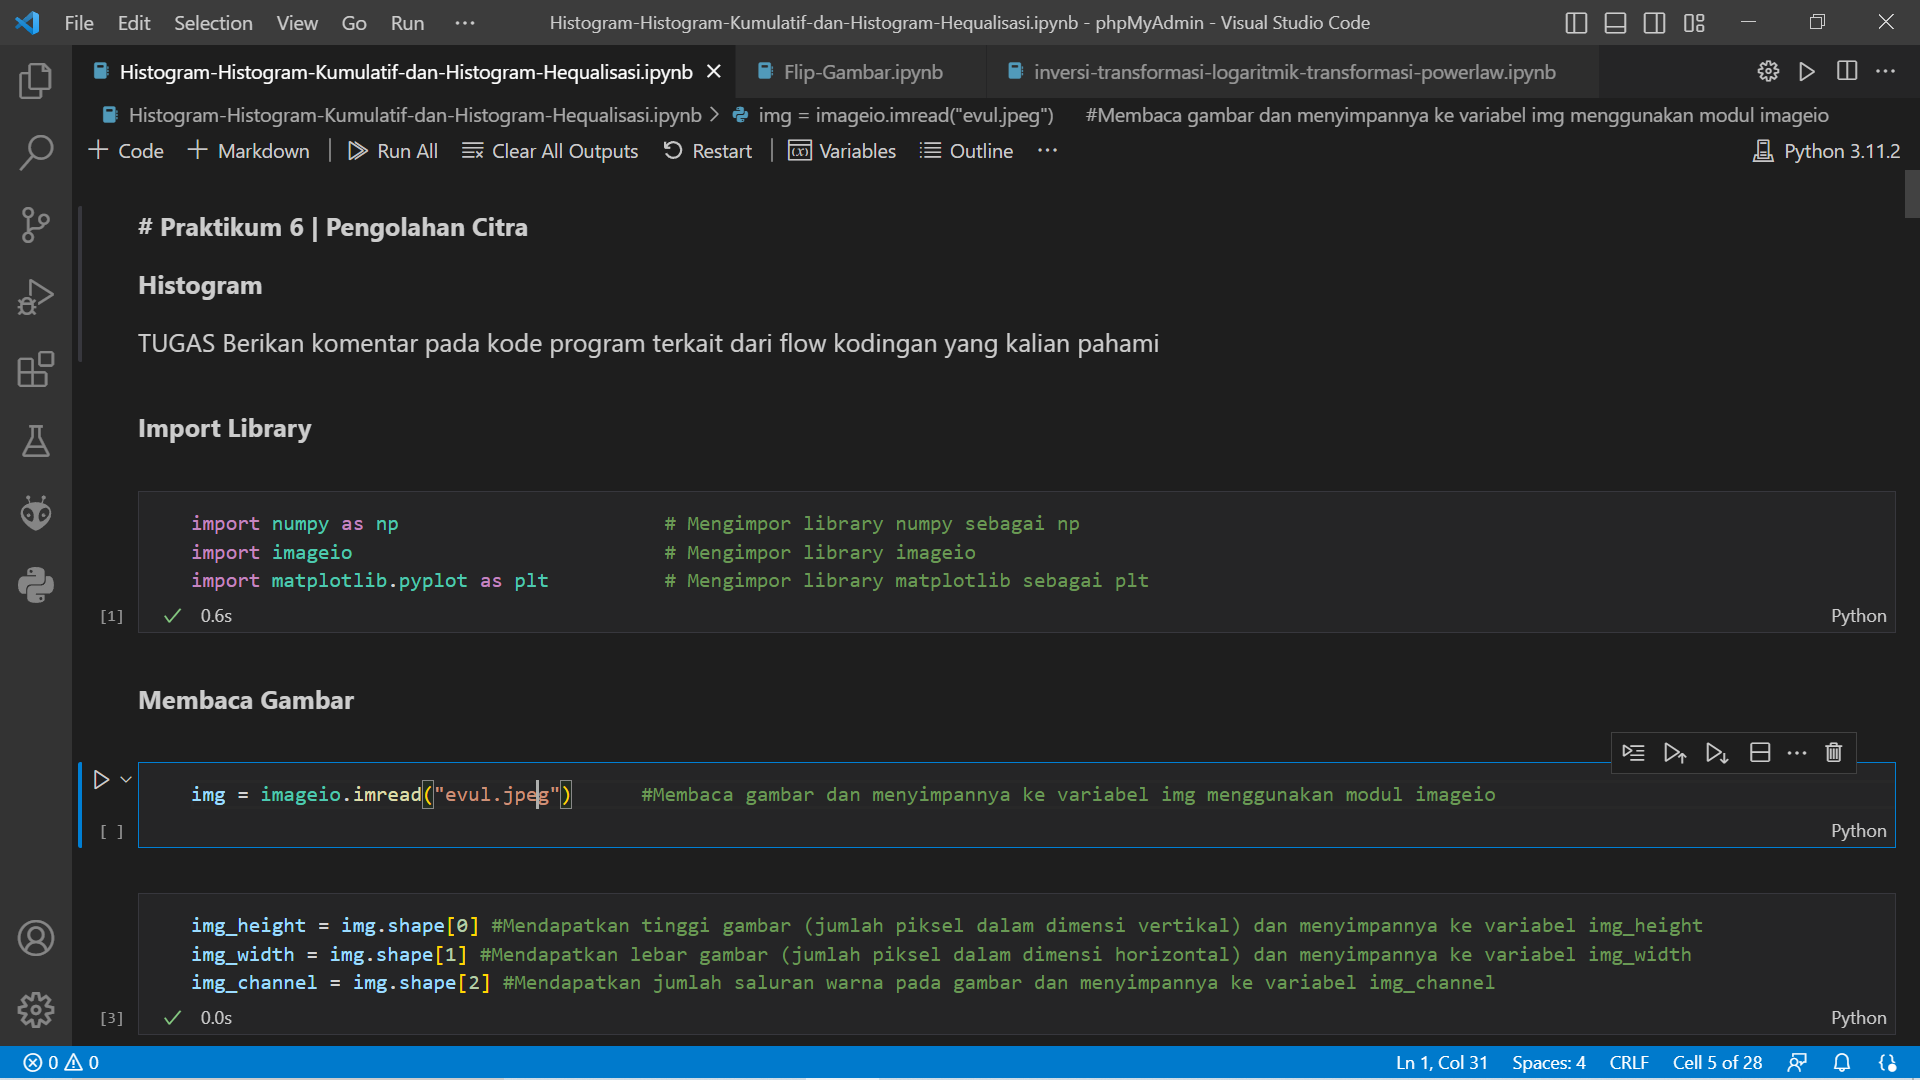 File Edit Selection View Go Run ··· Histogram-Histogram-Kumulatif-dan-Histogram-Hequalisasi.ipynb - phpMyAdmin - Visual Studio Code
Histogram-Histogram-Kumulatif-dan-Histogram-Hequalisasi.ipynb Flip-Gambar.ipynb inversi-transformasi-logaritmik-transformasi-powerlaw.ipynb
Histogram-Histogram-Kumulatif-dan-Histogram-Hequalisasi.ipynb > img = imageio.imread("evul.jpeg") #Membaca gambar dan menyimpannya ke variabel img menggunakan modul imageio
+ Code + Markdown | Run All Clear All Outputs Restart | Variables Outline ··· Python 3.11.2
# Praktikum 6 | Pengolahan Citra
Histogram
TUGAS Berikan komentar pada kode program terkait dari flow kodingan yang kalian pahami
Import Library
import numpy as np # Mengimpor library numpy sebagai np
import imageio # Mengimpor library imageio
import matplotlib.pyplot as plt # Mengimpor library matplotlib sebagai plt
[1] 0.6s Python
Membaca Gambar
img = imageio.imread("evul.jpeg") #Membaca gambar dan menyimpannya ke variabel img menggunakan modul imageio
[ ] Python
img_height = img.shape[0] #Mendapatkan tinggi gambar (jumlah piksel dalam dimensi vertikal) dan menyimpannya ke variabel img_height
img_width = img.shape[1] #Mendapatkan lebar gambar (jumlah piksel dalam dimensi horizontal) dan menyimpannya ke variabel img_width
img_channel = img.shape[2] #Mendapatkan jumlah saluran warna pada gambar dan menyimpannya ke variabel img_channel
[3] 0.0s Python
0 0 Ln 1, Col 31 Spaces: 4 CRLF Cell 5 of 28